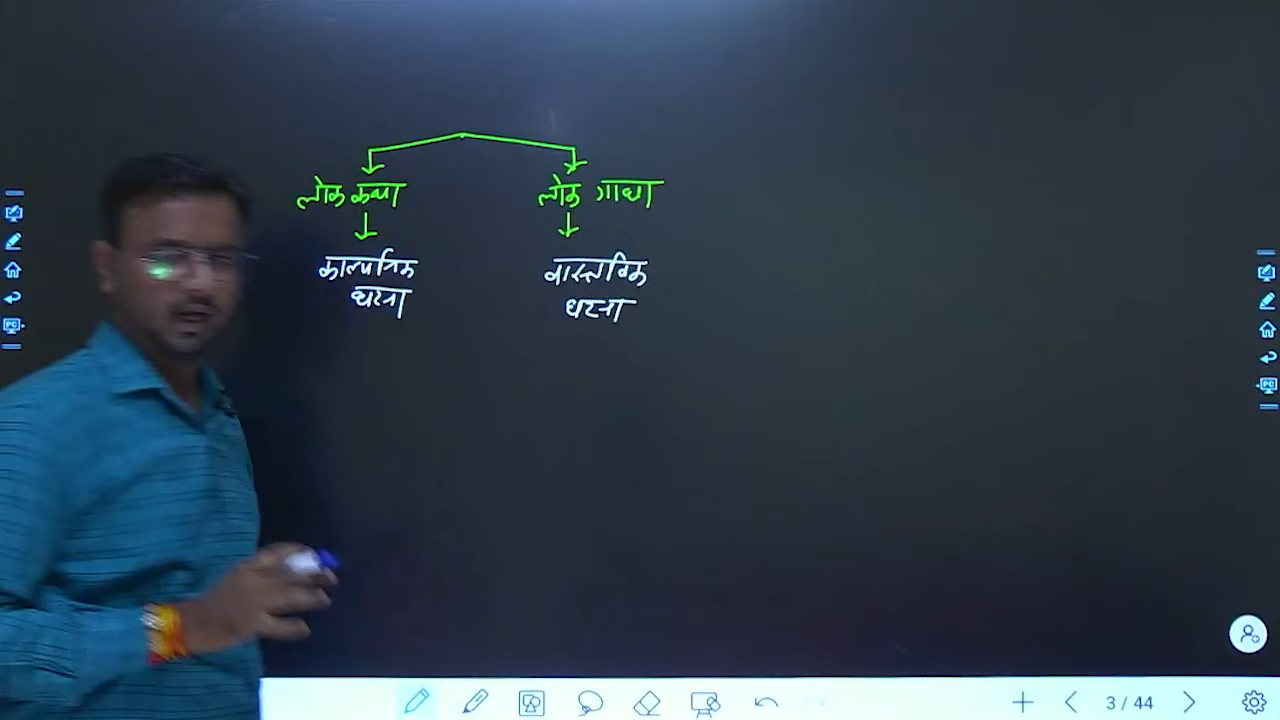 लोक कथा
लोक गाथा
काल्पनिक
घटना
वास्तविक
घटना
3 / 44